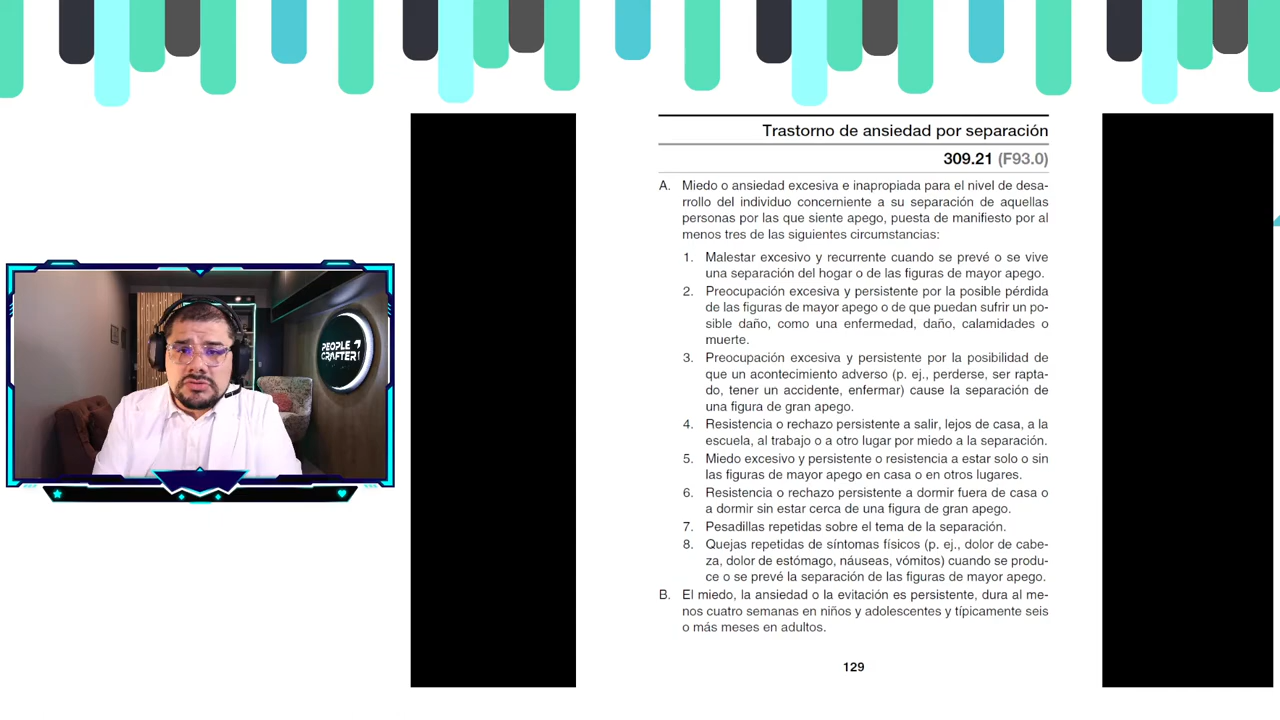 Trastorno de ansiedad por separación
309.21 (F93.0)
A. Miedo o ansiedad excesiva e inapropiada para el nivel de desa-
rrollo del individuo concerniente a su separación de aquellas
personas por las que siente apego, puesta de manifiesto por al
menos tres de las siguientes circunstancias:
1. Malestar excesivo y recurrente cuando se prevé o se vive
una separación del hogar o de las figuras de mayor apego.
2. Preocupación excesiva y persistente por la posible pérdida
de las figuras de mayor apego o de que puedan sufrir un po-
sible daño, como una enfermedad, daño, calamidades o
muerte.
3. Preocupación excesiva y persistente por la posibilidad de
que un acontecimiento adverso (p. ej., perderse, ser rapta-
do, tener un accidente, enfermar) cause la separación de
una figura de gran apego.
4. Resistencia o rechazo persistente a salir, lejos de casa, a la
escuela, al trabajo o a otro lugar por miedo a la separación.
5. Miedo excesivo y persistente o resistencia a estar solo o sin
las figuras de mayor apego en casa o en otros lugares.
6. Resistencia o rechazo persistente a dormir fuera de casa o
a dormir sin estar cerca de una figura de gran apego.
7. Pesadillas repetidas sobre el tema de la separación.
8. Quejas repetidas de síntomas físicos (p. ej., dolor de cabe-
za, dolor de estómago, náuseas, vómitos) cuando se produ-
ce o se prevé la separación de las figuras de mayor apego.
B. El miedo, la ansiedad o la evitación es persistente, dura al me-
nos cuatro semanas en niños y adolescentes y típicamente seis
o más meses en adultos.
129
PEOPLE
CRAFTER